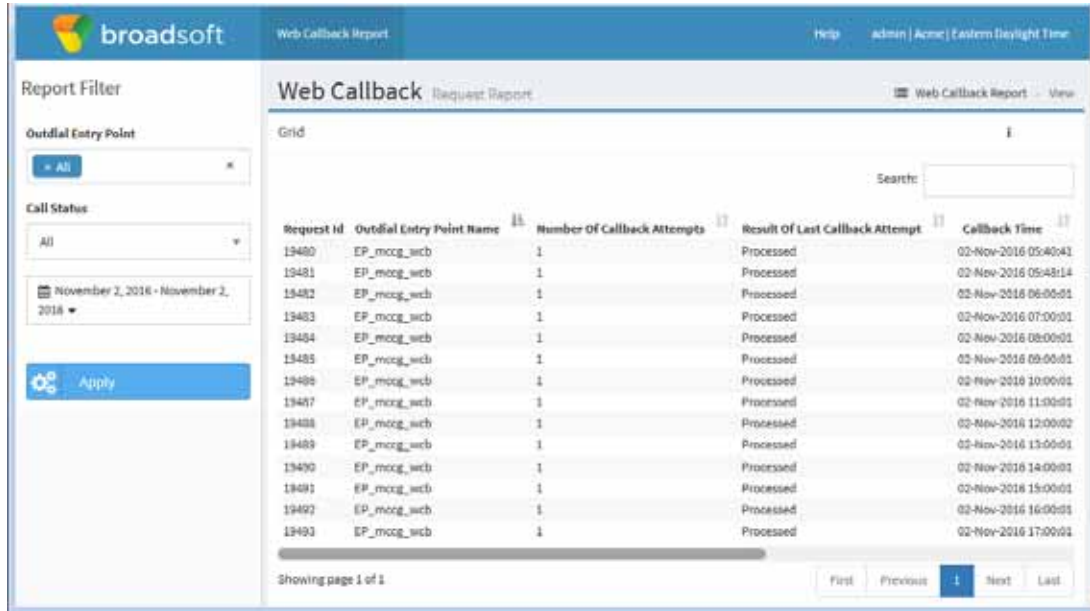 broadsoft
Web Callback Report
Help
admin | Acme | Eastern Daylight Time
Report Filter
Web Callback Request Report
Web Callback Report View
Outdial Entry Point
× All ×
Call Status
All
November 2, 2016 - November 2,
2016
Apply
Grid
i
Search:
Request Id Outdial Entry Point Name Number Of Callback Attempts Result Of Last Callback Attempt Callback Time
19480 EP_mccg_wcb 1 Processed 02-Nov-2016 05:40:41
19481 EP_mccg_wcb 1 Processed 02-Nov-2016 05:48:14
19482 EP_mccg_wcb 1 Processed 02-Nov-2016 06:00:01
19483 EP_mccg_wcb 1 Processed 02-Nov-2016 07:00:01
19484 EP_mccg_wcb 1 Processed 02-Nov-2016 08:00:01
19485 EP_mccg_wcb 1 Processed 02-Nov-2016 09:00:01
19486 EP_mccg_wcb 1 Processed 02-Nov-2016 10:00:01
19487 EP_mccg_wcb 1 Processed 02-Nov-2016 11:00:01
19488 EP_mccg_wcb 1 Processed 02-Nov-2016 12:00:02
19489 EP_mccg_wcb 1 Processed 02-Nov-2016 13:00:01
19490 EP_mccg_wcb 1 Processed 02-Nov-2016 14:00:01
19491 EP_mccg_wcb 1 Processed 02-Nov-2016 15:00:01
19492 EP_mccg_wcb 1 Processed 02-Nov-2016 16:00:01
19493 EP_mccg_wcb 1 Processed 02-Nov-2016 17:00:01
Showing page 1 of 1
First Previous 1 Next Last